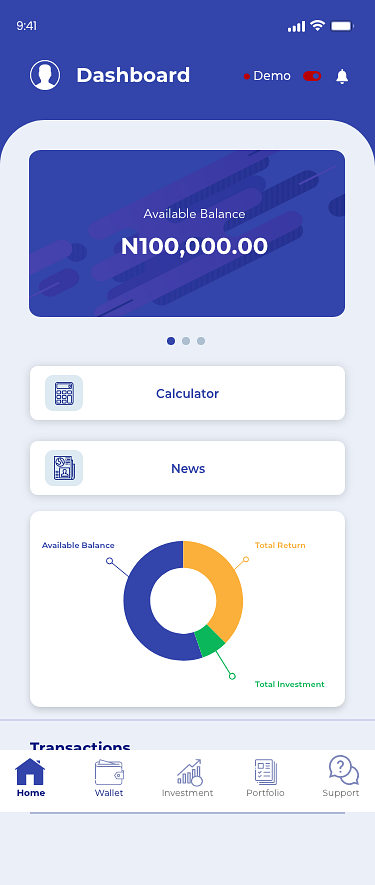 9:41
Dashboard
Demo
Available Balance
N100,000.00
Calculator
News
Available Balance
Total Return
Total Investment
Transactions
Home
Wallet
Investment
Portfolio
Support